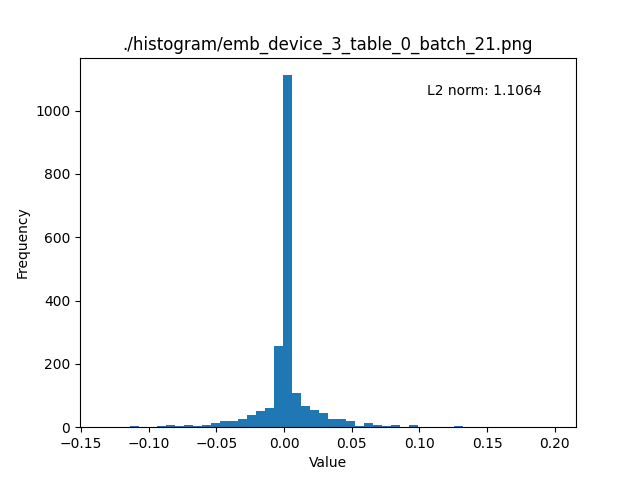 ./histogram/emb_device_3_table_0_batch_21.png
L2 norm: 1.1064
1000
800
600
400
200
0
Frequency
−0.15 −0.10 −0.05 0.00 0.05 0.10 0.15 0.20
Value